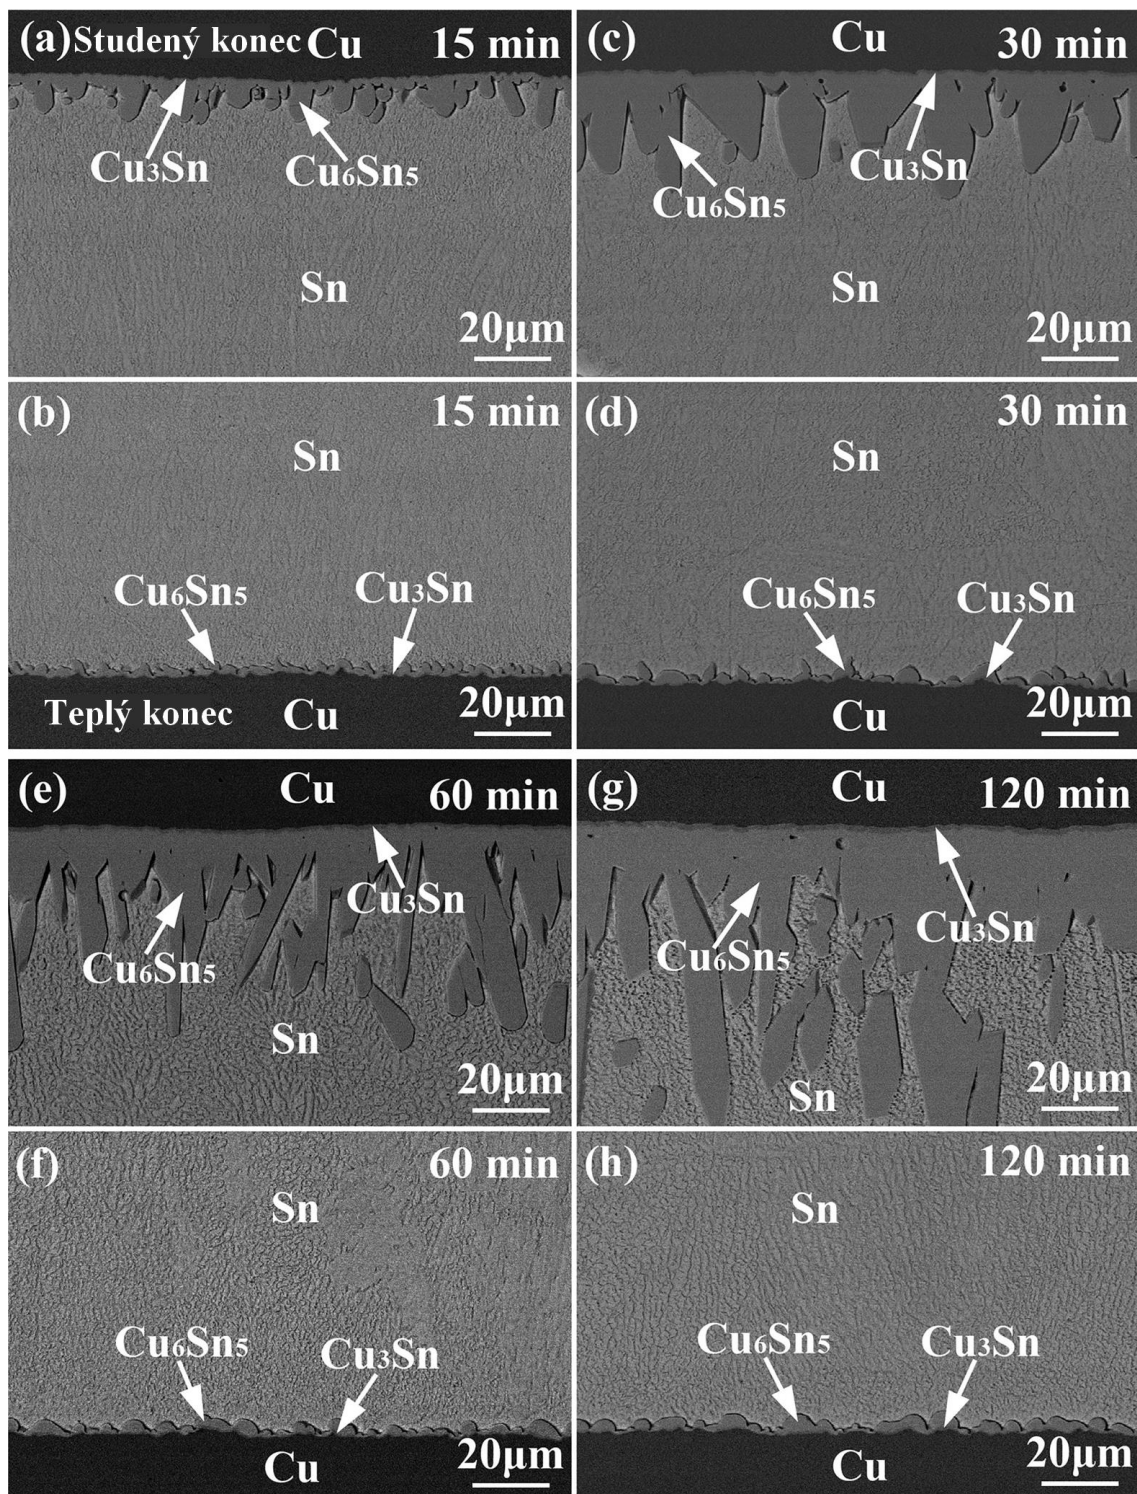 (a) Studený konec Cu 15 min
Cu3Sn Cu6Sn5
Sn
20μm
(c) Cu 30 min
Cu3Sn
Cu6Sn5
Sn
20μm
(b) 15 min
Sn
Cu6Sn5 Cu3Sn
Teplý konec Cu 20μm
(d) 30 min
Sn
Cu6Sn5 Cu3Sn
Cu 20μm
(e) Cu 60 min
Cu3Sn
Cu6Sn5
Sn
20μm
(g) Cu 120 min
Cu3Sn
Cu6Sn5
Sn 20μm
(f) 60 min
Sn
Cu6Sn5 Cu3Sn
Cu 20μm
(h) 120 min
Sn
Cu6Sn5 Cu3Sn
Cu 20μm